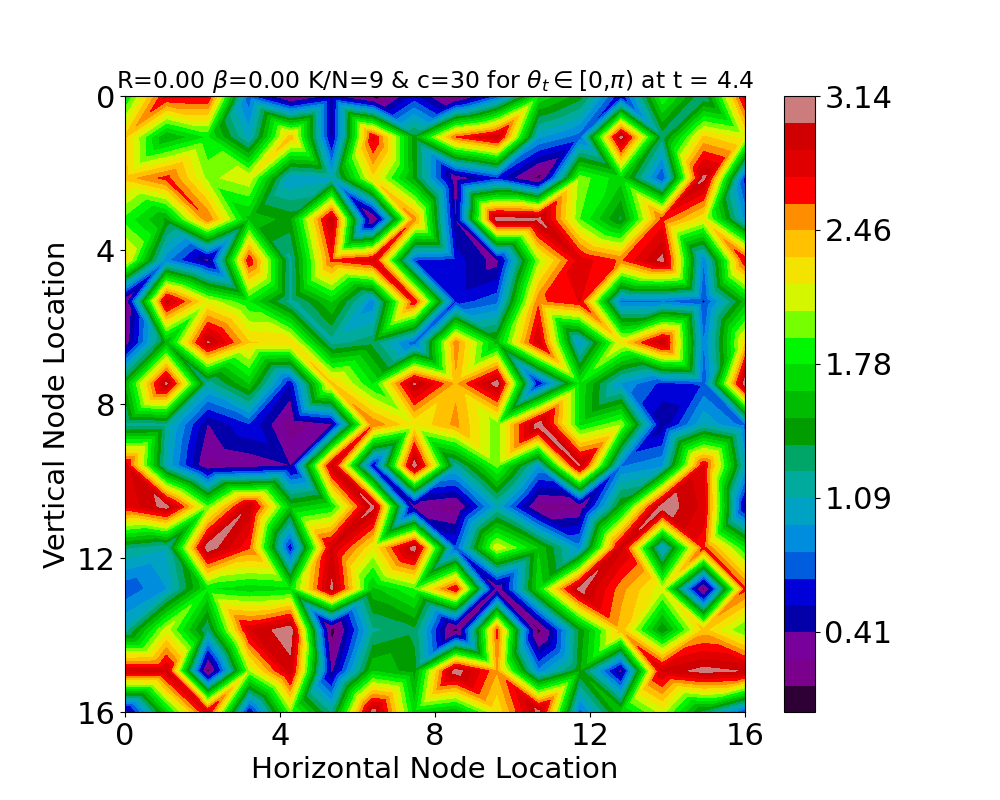 R=0.00 β=0.00 K/N=9 & c=30 for θ_t ∈ [0,π) at t = 4.4
0
4
8
12
16
Vertical Node Location
0 4 8 12 16
Horizontal Node Location
3.14
2.46
1.78
1.09
0.41